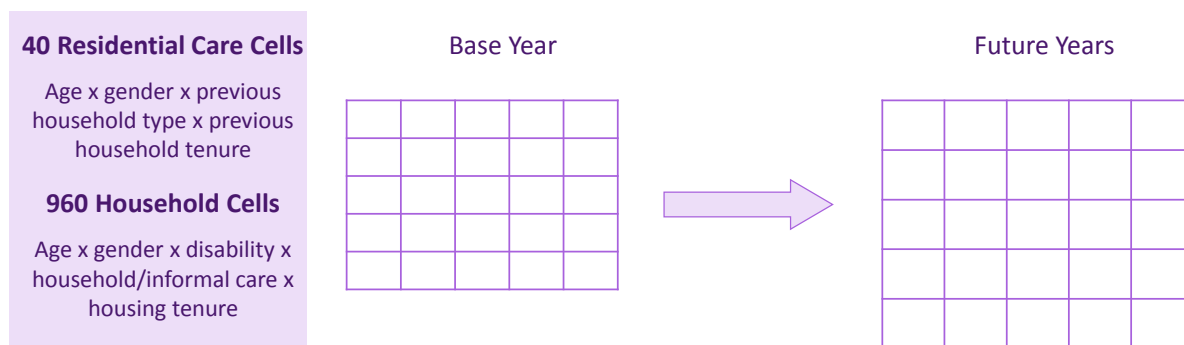 40 Residential Care Cells
Age x gender x previous
household type x previous
household tenure
960 Household Cells
Age x gender x disability x
household/informal care x
housing tenure
Base Year
Future Years